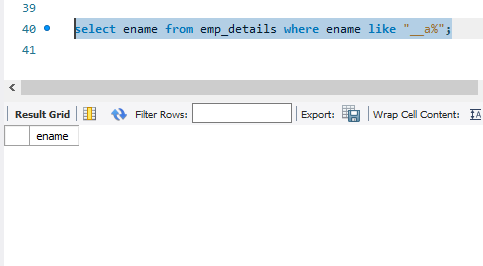 39
40 select ename from emp_details where ename like "__a%";
41
Result Grid Filter Rows: Export: Wrap Cell Content:
ename